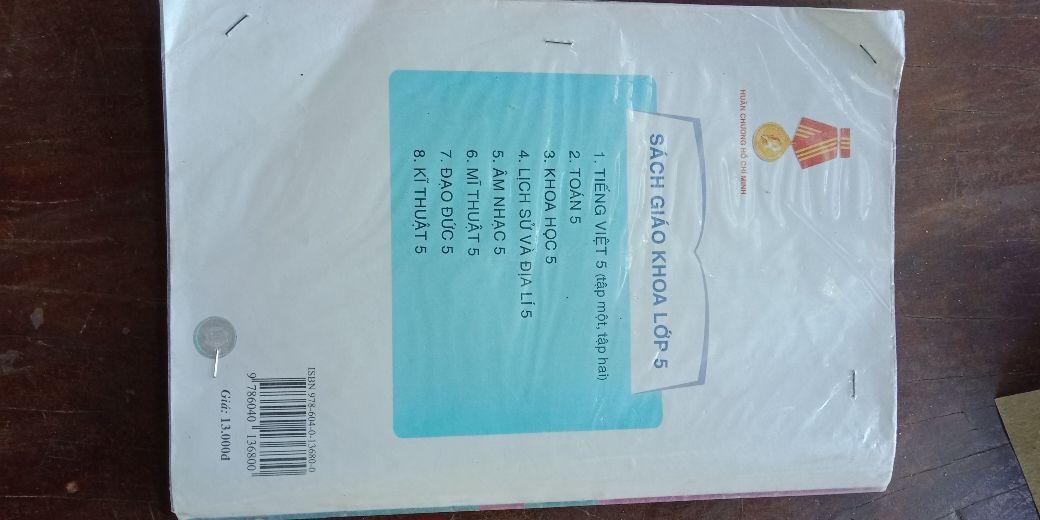 HUÂN CHƯƠNG HỒ CHÍ MINH
SÁCH GIÁO KHOA LỚP 5
1. TIẾNG VIỆT 5 (tập một, tập hai)
2. TOÁN 5
3. KHOA HỌC 5
4. LỊCH SỬ VÀ ĐỊA LÍ 5
5. ÂM NHẠC 5
6. MĨ THUẬT 5
7. ĐẠO ĐỨC 5
8. KĨ THUẬT 5
ISBN 978-604-0-13680-0
9 786040 136800
Giá: 13.000đ